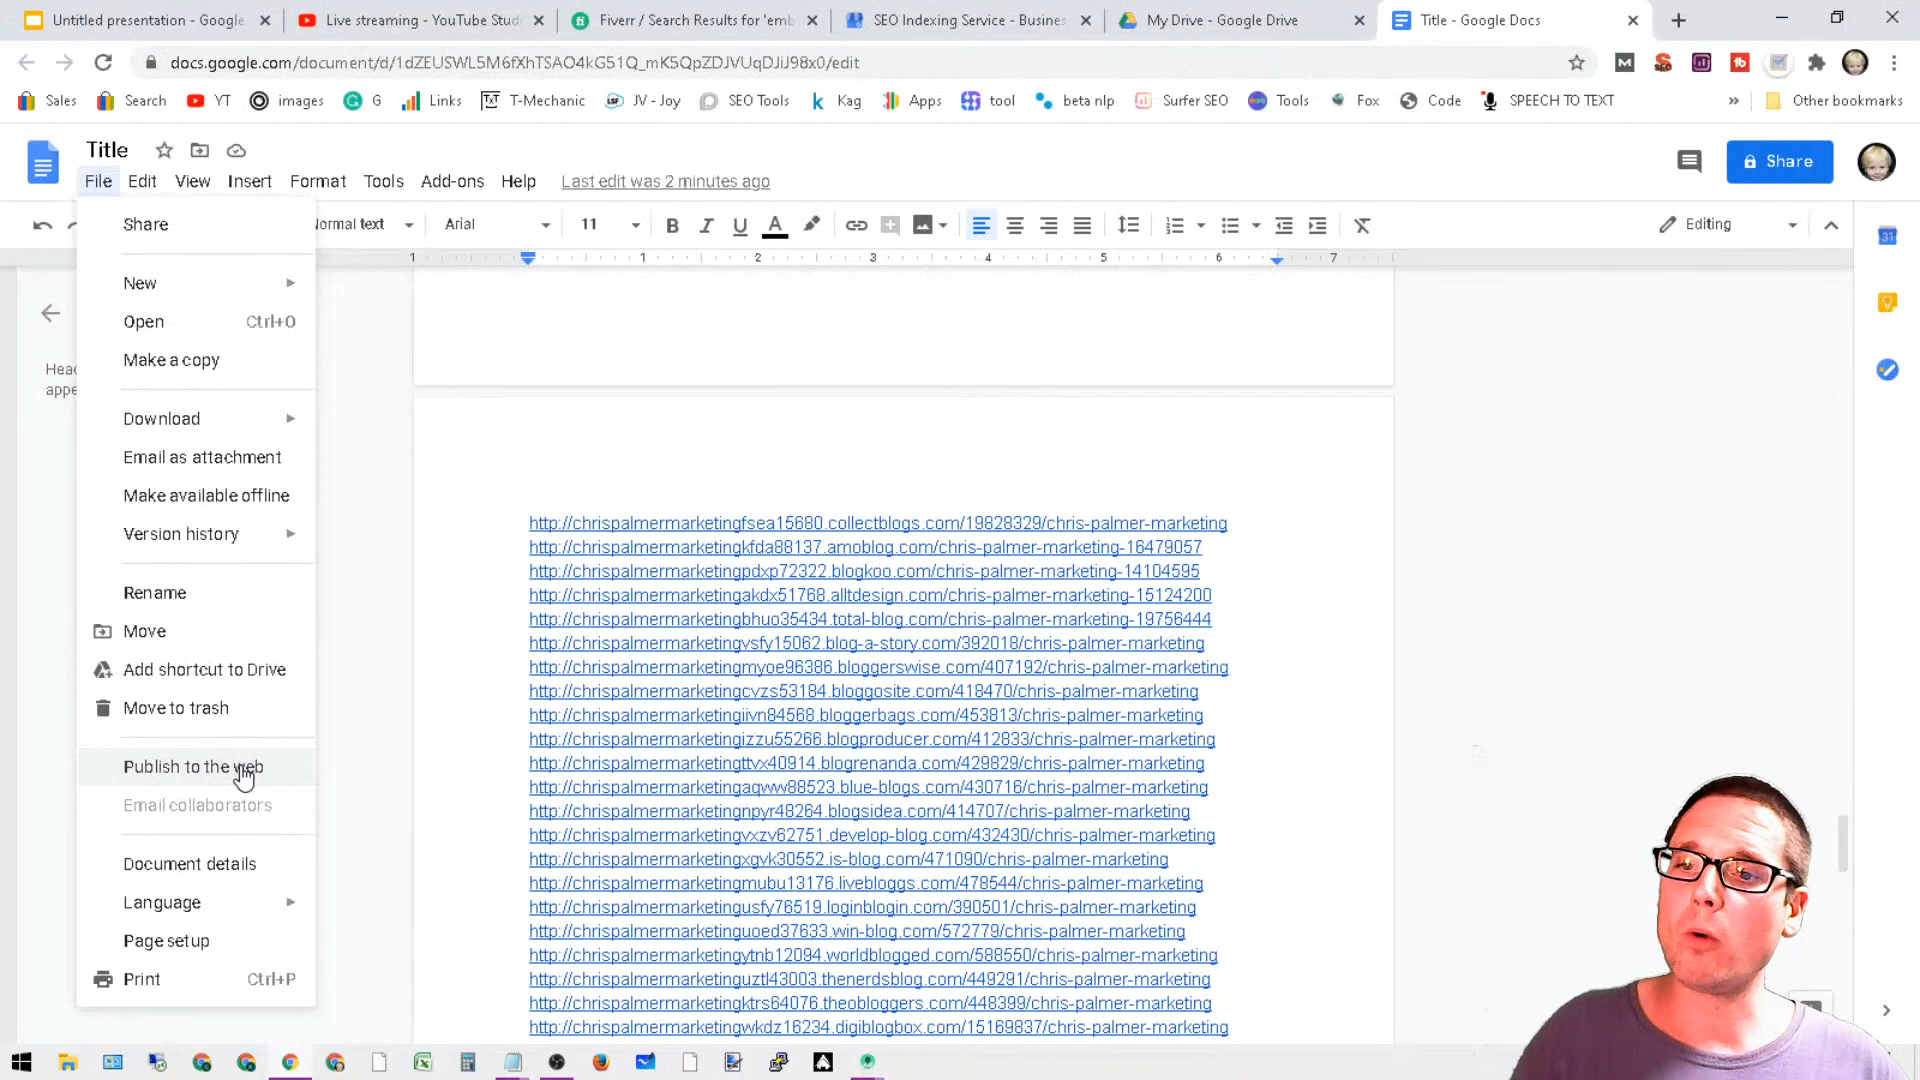 Untitled presentation - Google
Live streaming - YouTube Stud
Fiverr / Search Results for 'emb
SEO Indexing Service - Busines
My Drive - Google Drive
Title - Google Docs
docs.google.com/document/d/1dZEUSWL5M6fXhTSAO4kG51Q_mK5QpZDJVUqDJiJ98x0/edit
Sales
Search
YT
images
G
Links
T-Mechanic
JV - Joy
SEO Tools
Kag
Apps
tool
beta nlp
Surfer SEO
Tools
Fox
Code
SPEECH TO TEXT
Other bookmarks
Title
Share
File Edit View Insert Format Tools Add-ons Help Last edit was 2 minutes ago
Normal text
Arial
11
Editing
1 1 2 3 4 5 6 7
Share
New
Open Ctrl+O
Make a copy
Download
Email as attachment
Make available offline
Version history
Rename
Move
Add shortcut to Drive
Move to trash
Publish to the web
Email collaborators
Document details
Language
Page setup
Print Ctrl+P
Head
appe
http://chrispalmermarketingfsea15680.collectblogs.com/19828329/chris-palmer-marketing
http://chrispalmermarketingkfda88137.amoblog.com/chris-palmer-marketing-16479057
http://chrispalmermarketingpdxp72322.blogkoo.com/chris-palmer-marketing-14104595
http://chrispalmermarketingakdx51768.alltdesign.com/chris-palmer-marketing-15124200
http://chrispalmermarketingbhuo35434.total-blog.com/chris-palmer-marketing-19756444
http://chrispalmermarketingvsfy15062.blog-a-story.com/392018/chris-palmer-marketing
http://chrispalmermarketingmyoe96386.bloggerswise.com/407192/chris-palmer-marketing
http://chrispalmermarketingcvzs53184.bloggosite.com/418470/chris-palmer-marketing
http://chrispalmermarketingiivn84568.bloggerbags.com/453813/chris-palmer-marketing
http://chrispalmermarketingizzu55266.blogproducer.com/412833/chris-palmer-marketing
http://chrispalmermarketingttvx40914.blogrenanda.com/429829/chris-palmer-marketing
http://chrispalmermarketingaqww88523.blue-blogs.com/430716/chris-palmer-marketing
http://chrispalmermarketingnpyr48264.blogsidea.com/414707/chris-palmer-marketing
http://chrispalmermarketingvxzv62751.develop-blog.com/432430/chris-palmer-marketing
http://chrispalmermarketingxgvk30552.is-blog.com/471090/chris-palmer-marketing
http://chrispalmermarketingmubu13176.livebloggs.com/478544/chris-palmer-marketing
http://chrispalmermarketingusfy76519.loginblogin.com/390501/chris-palmer-marketing
http://chrispalmermarketinguoed37633.win-blog.com/572779/chris-palmer-marketing
http://chrispalmermarketingytnb12094.worldblogged.com/588550/chris-palmer-marketing
http://chrispalmermarketinguztl43003.thenerdsblog.com/449291/chris-palmer-marketing
http://chrispalmermarketingktrs64076.theobloggers.com/448399/chris-palmer-marketing
http://chrispalmermarketingwkdz16234.digiblogbox.com/15169837/chris-palmer-marketing